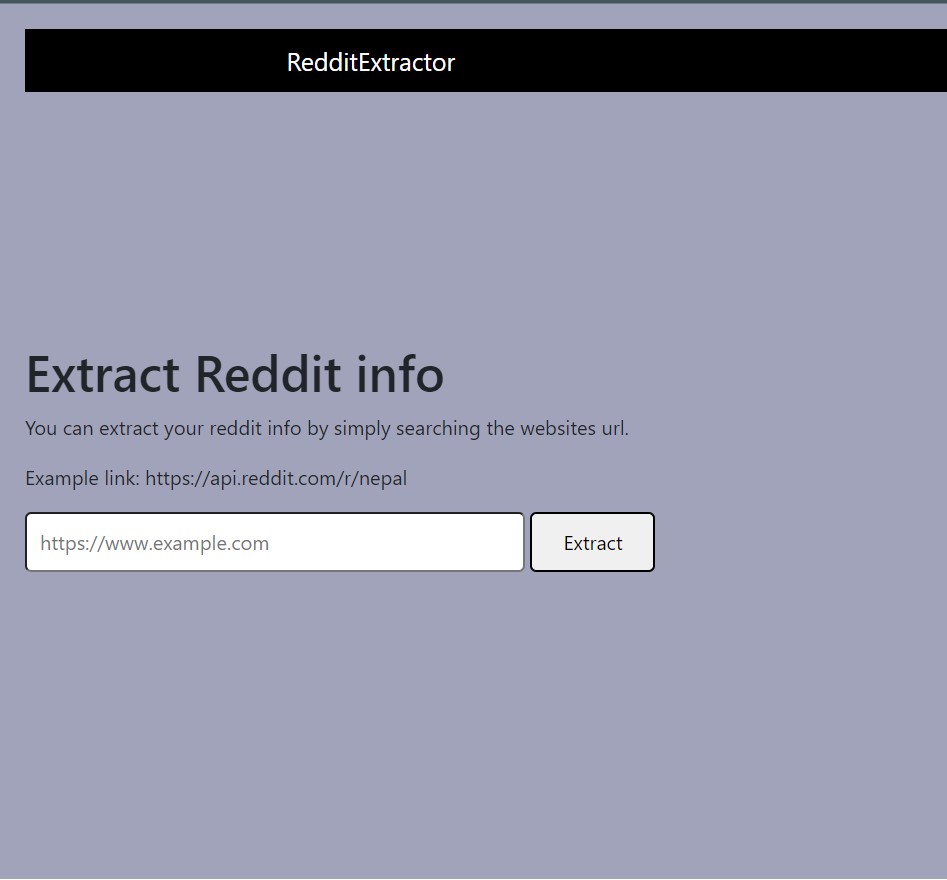 RedditExtractor
Extract Reddit info
You can extract your reddit info by simply searching the websites url.
Example link: https://api.reddit.com/r/nepal
https://www.example.com
Extract